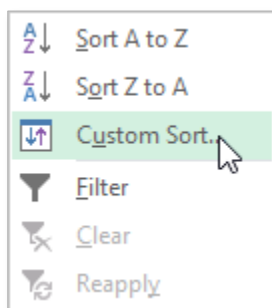 Sort A to Z
Sort Z to A
Custom Sort...
Filter
Clear
Reapply